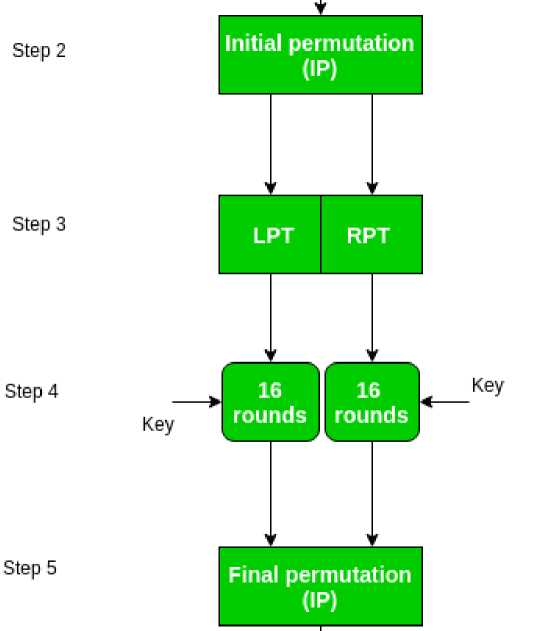 Step 2
Initial permutation
(IP)
Step 3
LPT
RPT
Step 4
16
rounds
16
rounds
Key
Key
Step 5
Final permutation
(IP)